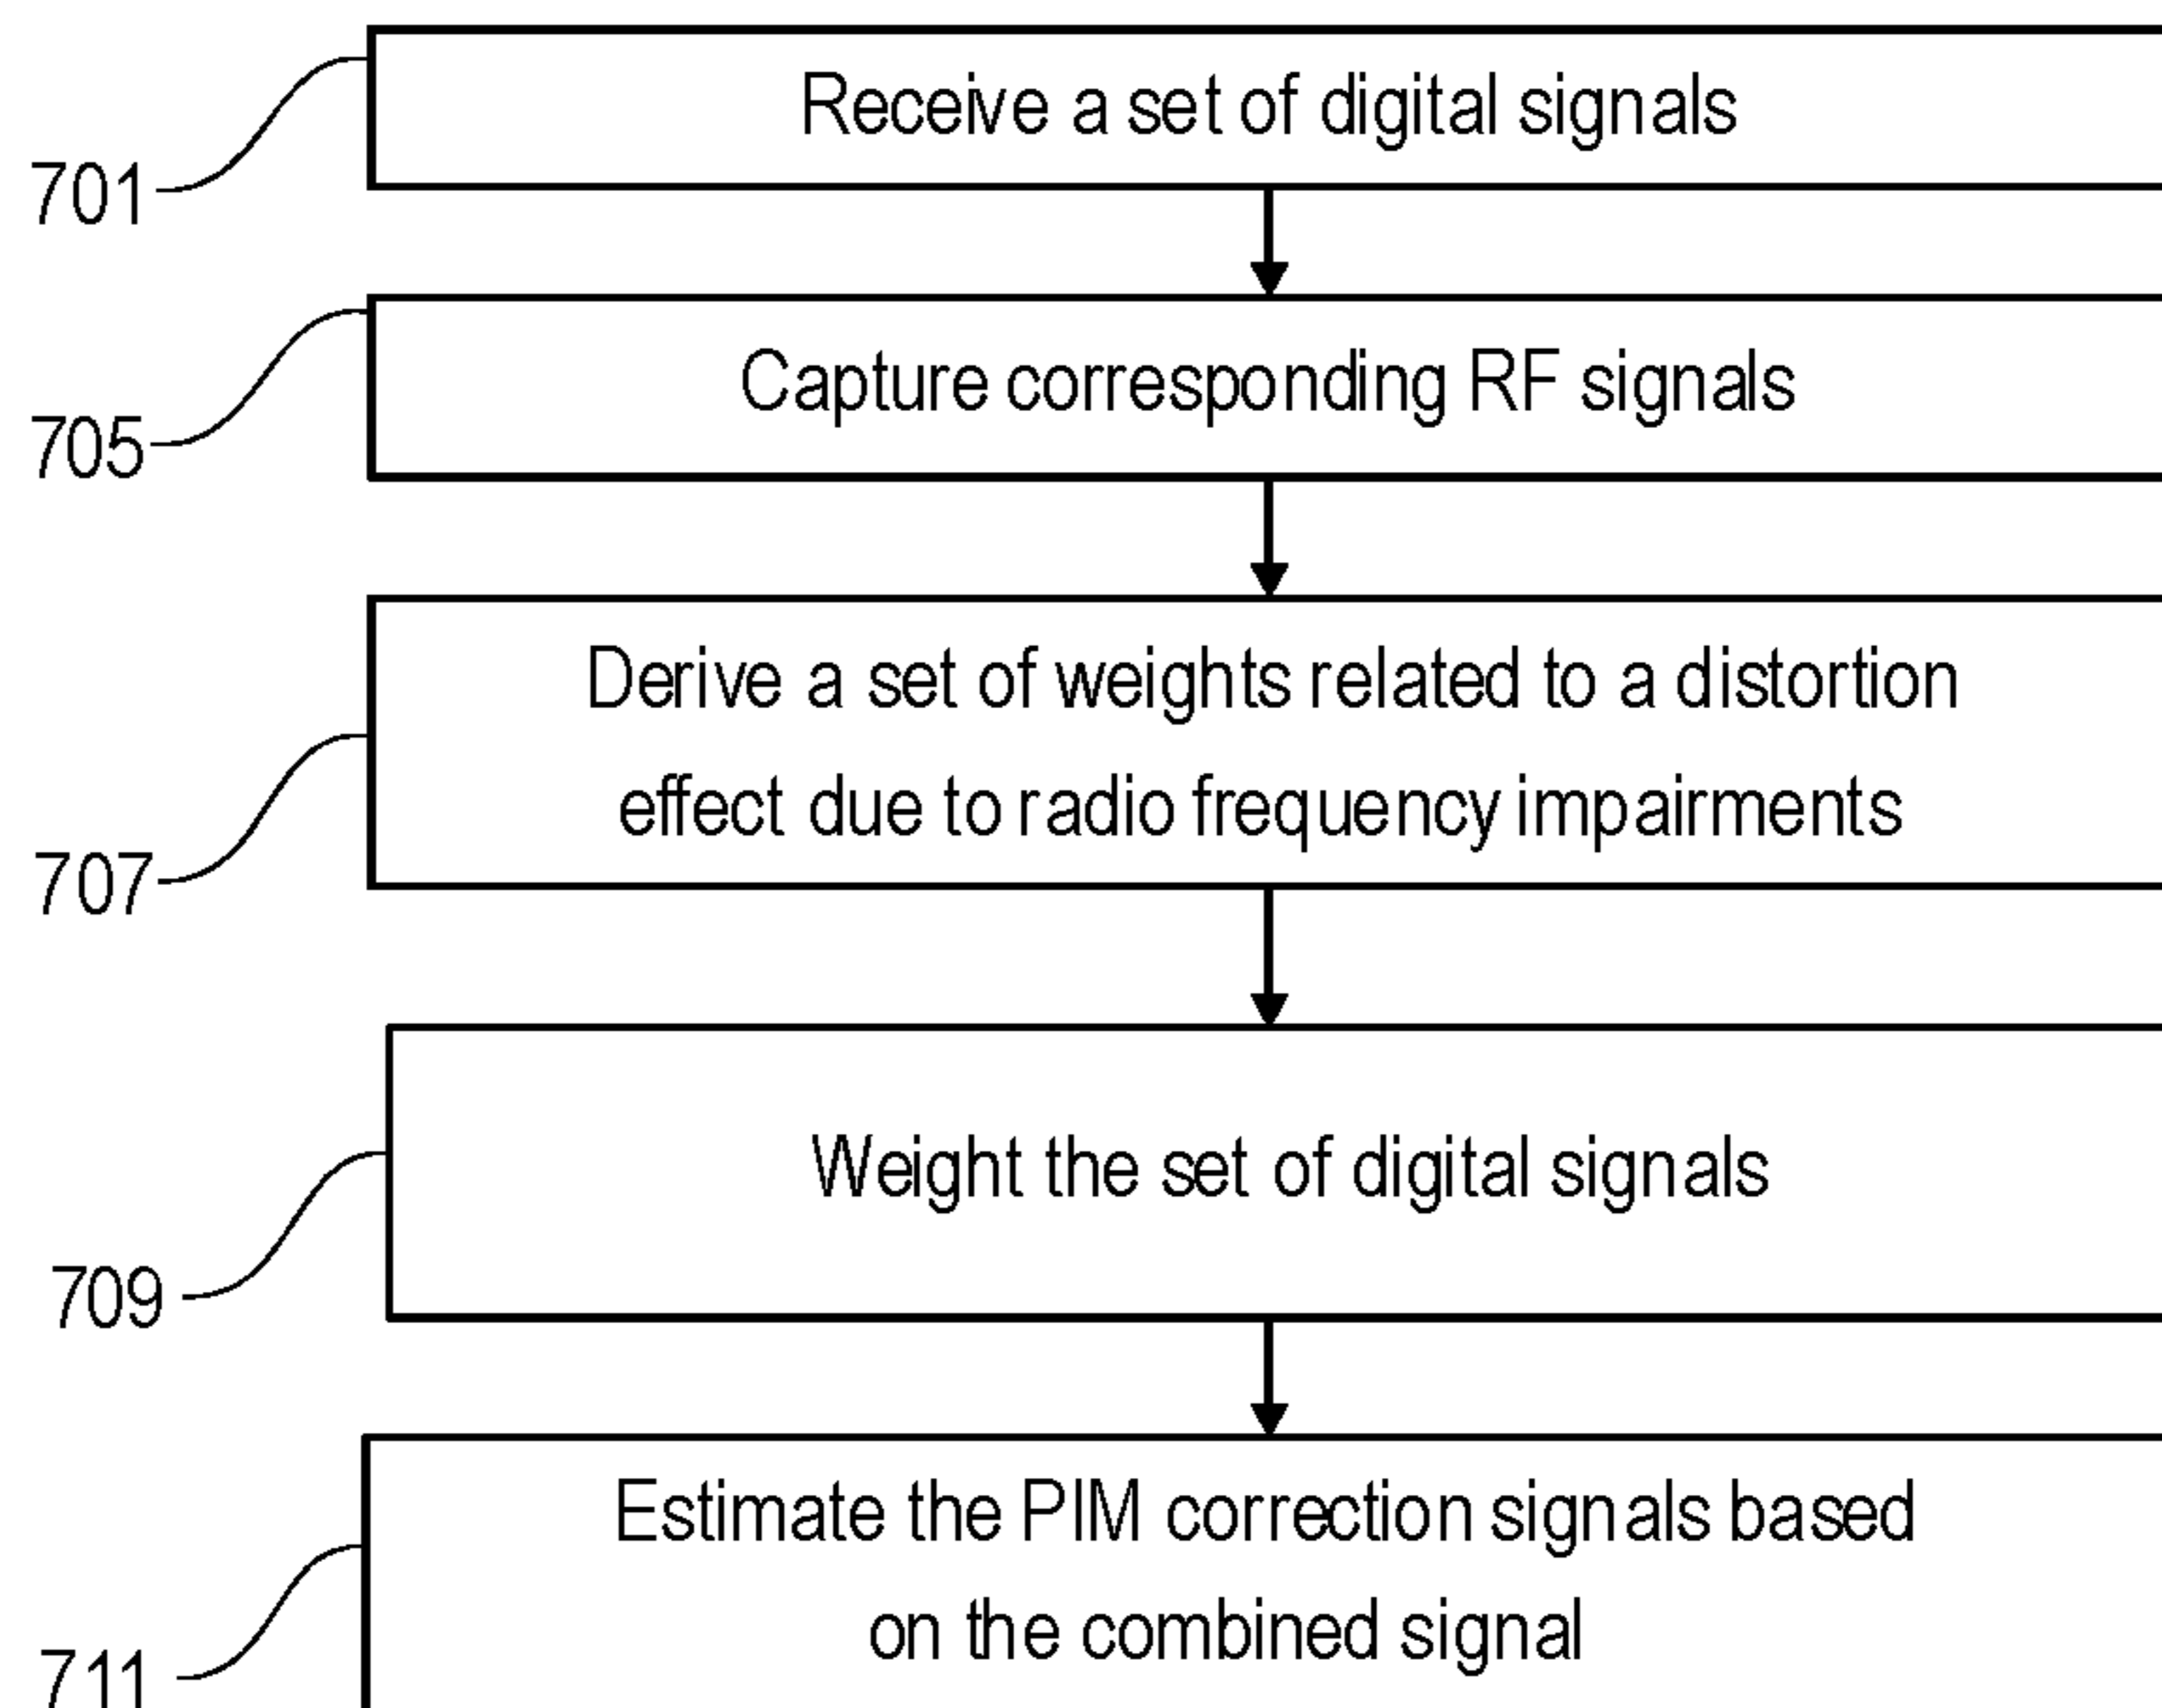 Receive a set of digital signals
701
Capture corresponding RF signals
705
Derive a set of weights related to a distortion
effect due to radio frequency impairments
707
Weight the set of digital signals
709
Estimate the PIM correction signals based
on the combined signal
711